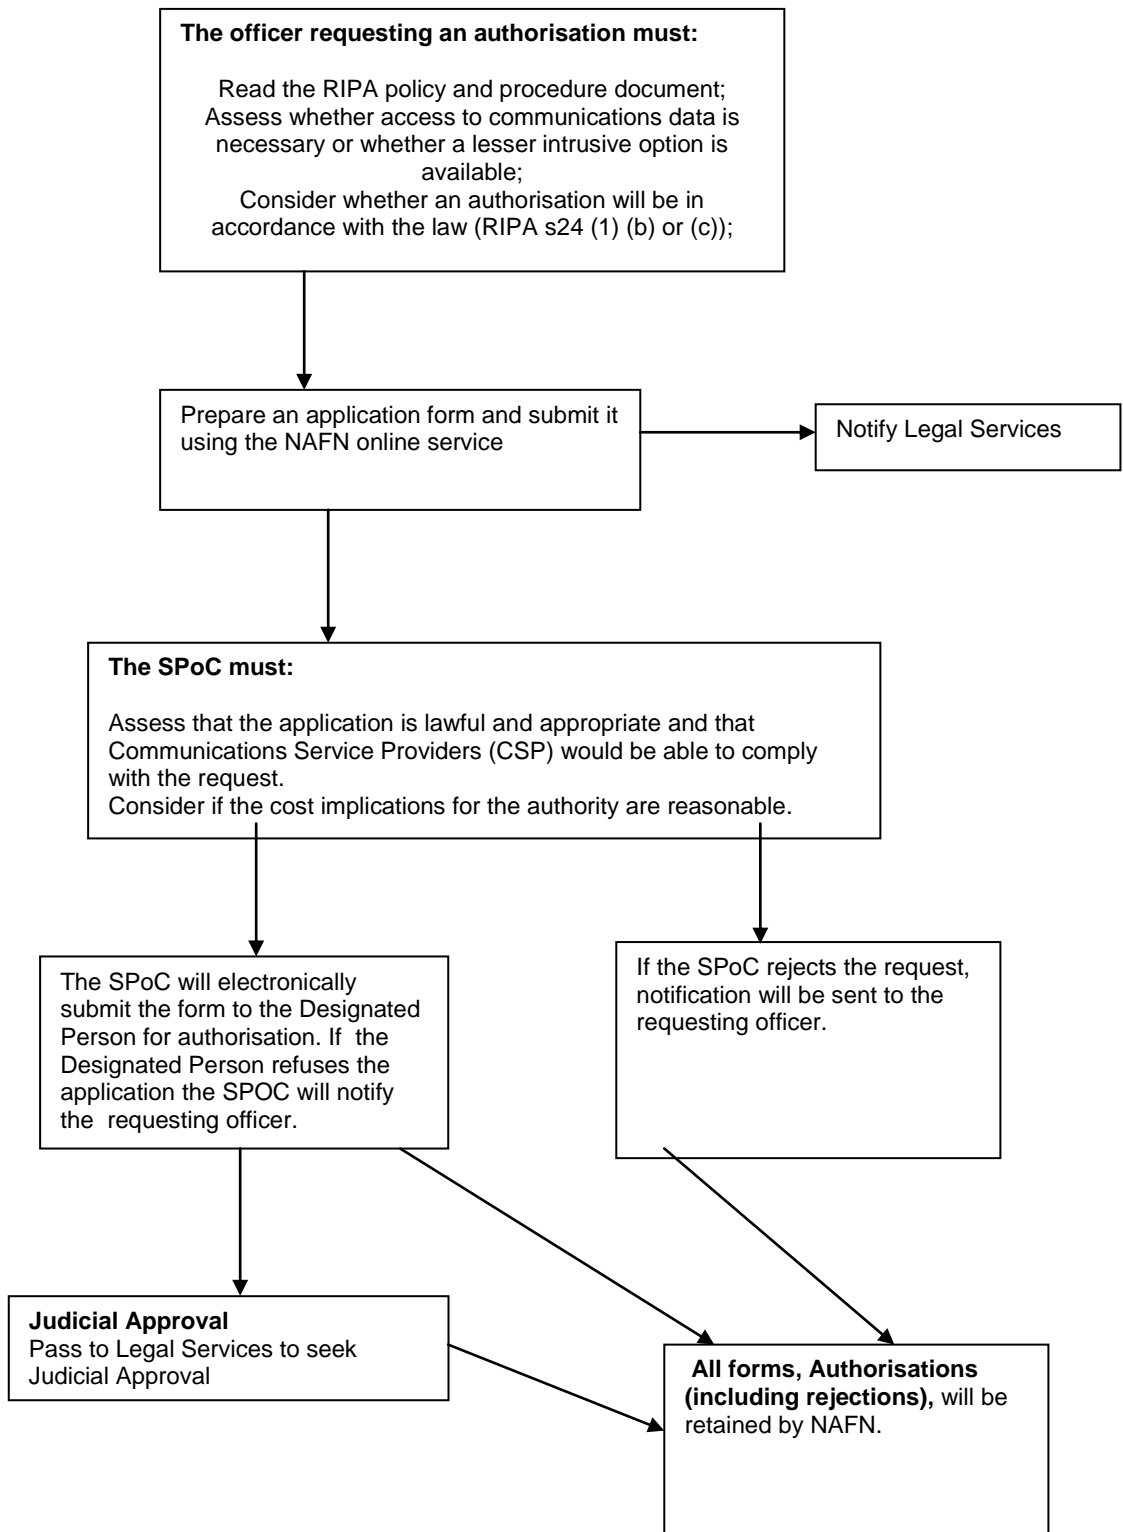 The officer requesting an authorisation must:
Read the RIPA policy and procedure document;
Assess whether access to communications data is
necessary or whether a lesser intrusive option is
available;
Consider whether an authorisation will be in
accordance with the law (RIPA s24 (1) (b) or (c));
Prepare an application form and submit it
using the NAFN online service
Notify Legal Services
The SPoC must:
Assess that the application is lawful and appropriate and that
Communications Service Providers (CSP) would be able to comply
with the request.
Consider if the cost implications for the authority are reasonable.
The SPoC will electronically
submit the form to the Designated
Person for authorisation. If  the
Designated Person refuses the
application the SPOC will notify
the  requesting officer.
If the SPoC rejects the request,
notification will be sent to the
requesting officer.
Judicial Approval
Pass to Legal Services to seek
Judicial Approval
All forms, Authorisations
(including rejections), will be
retained by NAFN.